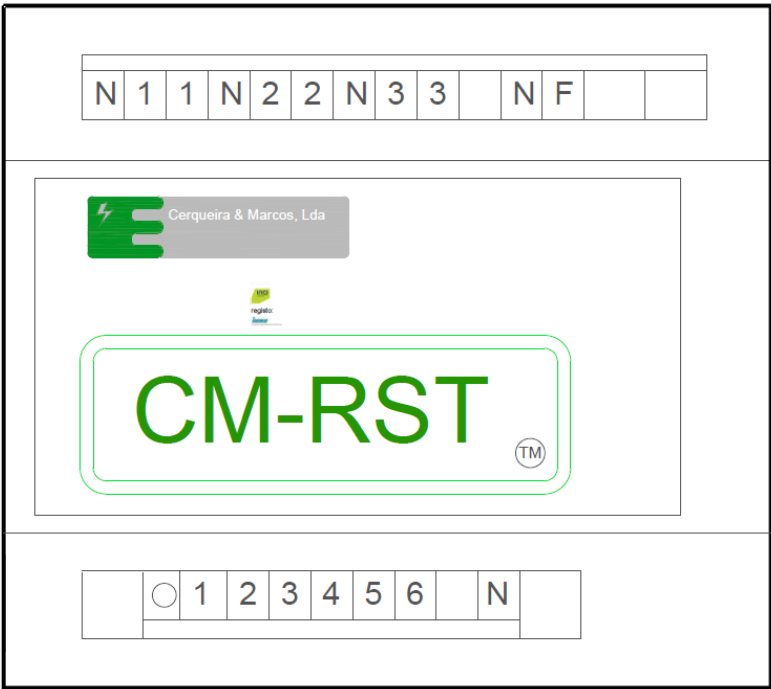 N 1 1 N 2 2 N 3 3 N F
Cerqueira & Marcos, Lda
inci
registo:
CM-RST
TM
1 2 3 4 5 6 N